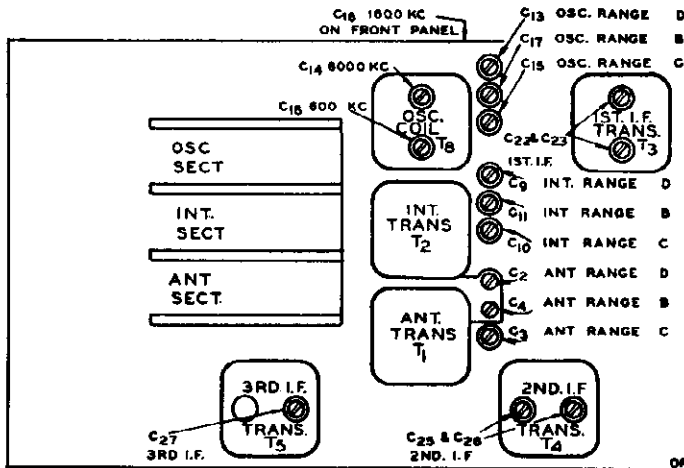 C16 1600 KC
ON FRONT PANEL
C13 OSC. RANGE D
C17 OSC. RANGE B
C15 OSC. RANGE C
C14 6000 KC
C18 600 KC
OSC.
COIL
T8
1ST. I.F.
TRANS.
T3
C22 & C23
1ST. I.F.
OSC
SECT
INT.
SECT
ANT
SECT.
INT.
TRANS
T2
C9 INT. RANGE D
C11 INT RANGE B
C10 INT RANGE C
C2 ANT RANGE D
C4 ANT RANGE B
C3 ANT RANGE C
ANT.
TRANS
T1
3RD I.F.
TRANS.
T5
C27
3RD I.F.
2ND. I.F
TRANS.
T4
C25 & C26
2ND. I.F